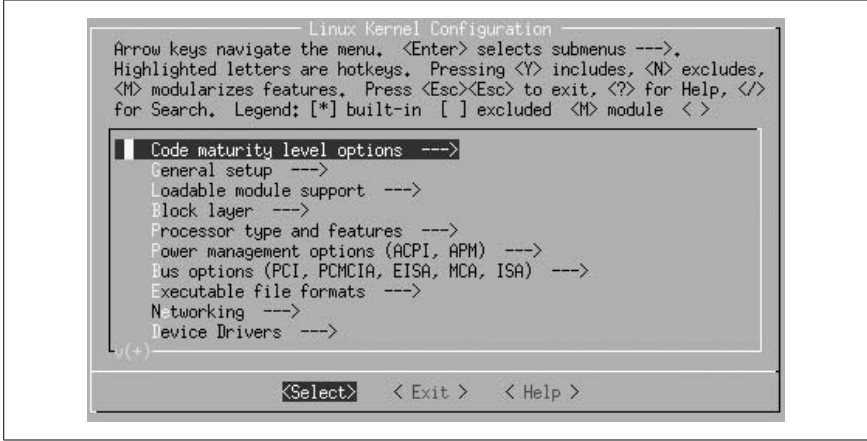 Linux Kernel Configuration
Arrow keys navigate the menu. <Enter> selects submenus --->.
Highlighted letters are hotkeys. Pressing <Y> includes, <N> excludes,
<M> modularizes features. Press <Esc><Esc> to exit, <?> for Help, </>
for Search. Legend: [*] built-in [ ] excluded <M> module < >
Code maturity level options --->
General setup --->
Loadable module support --->
Block layer --->
Processor type and features --->
Power management options (ACPI, APM) --->
Bus options (PCI, PCMCIA, EISA, MCA, ISA) --->
Executable file formats --->
Networking --->
Device Drivers --->
v(+)
<Select> < Exit > < Help >